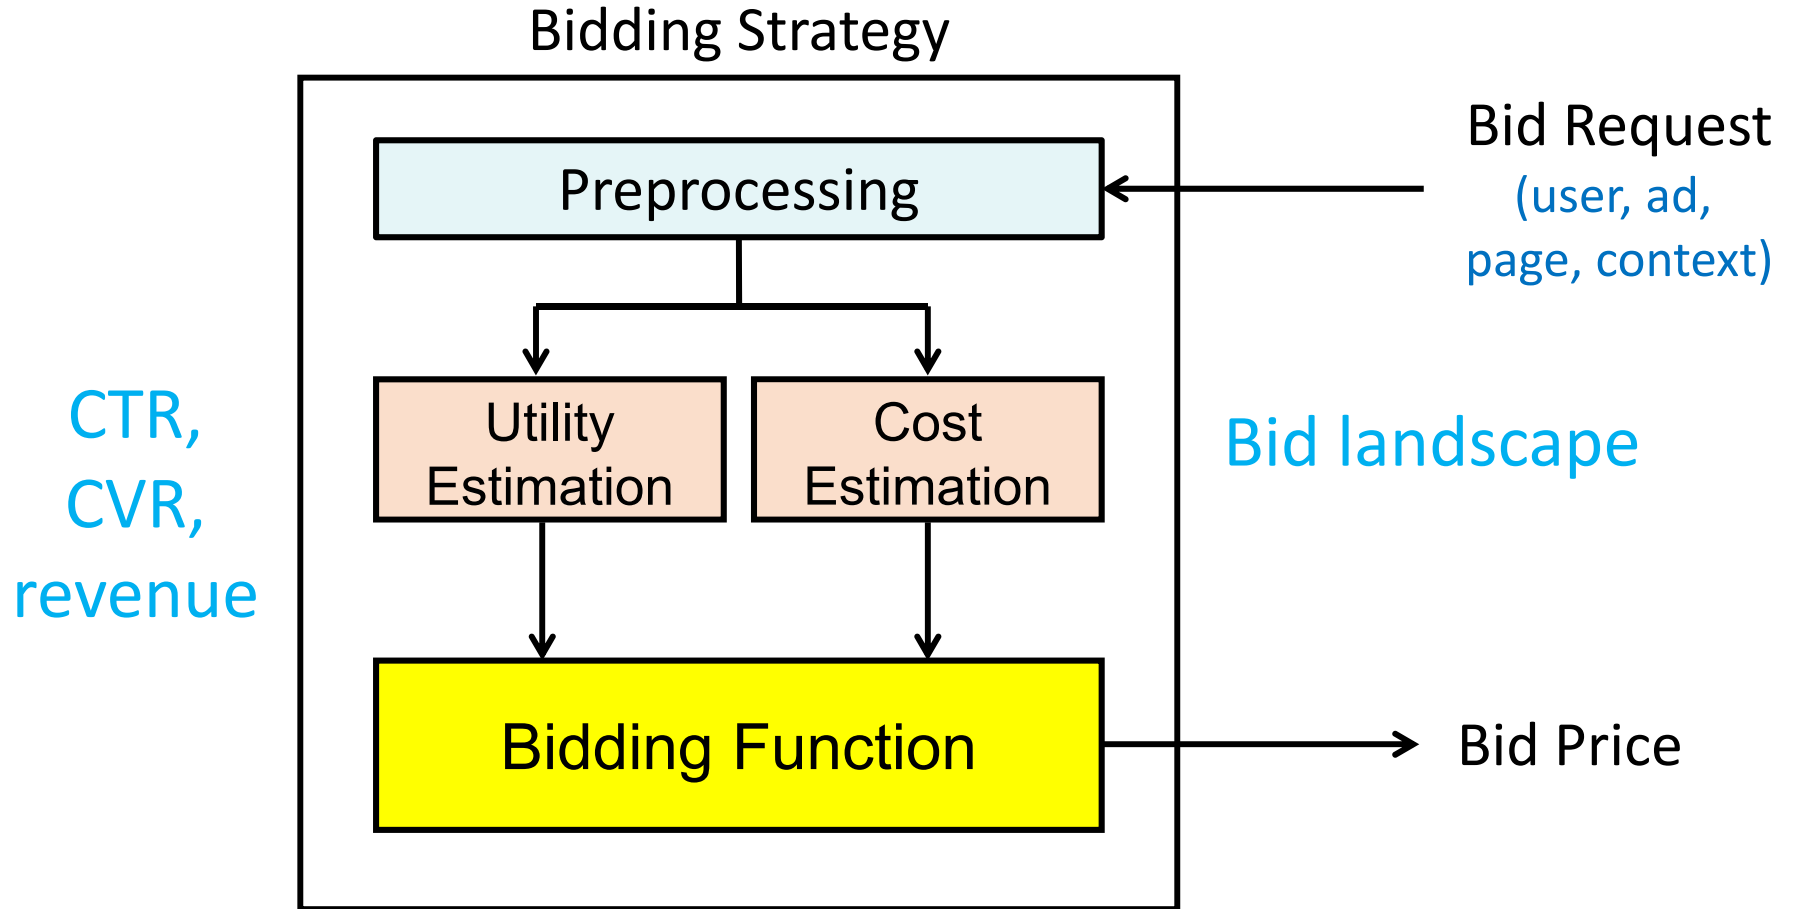 Bidding Strategy
Preprocessing
Bid Request
(user, ad,
page, context)
CTR,
CVR,
revenue
Utility
Estimation
Cost
Estimation
Bid landscape
Bidding Function
Bid Price